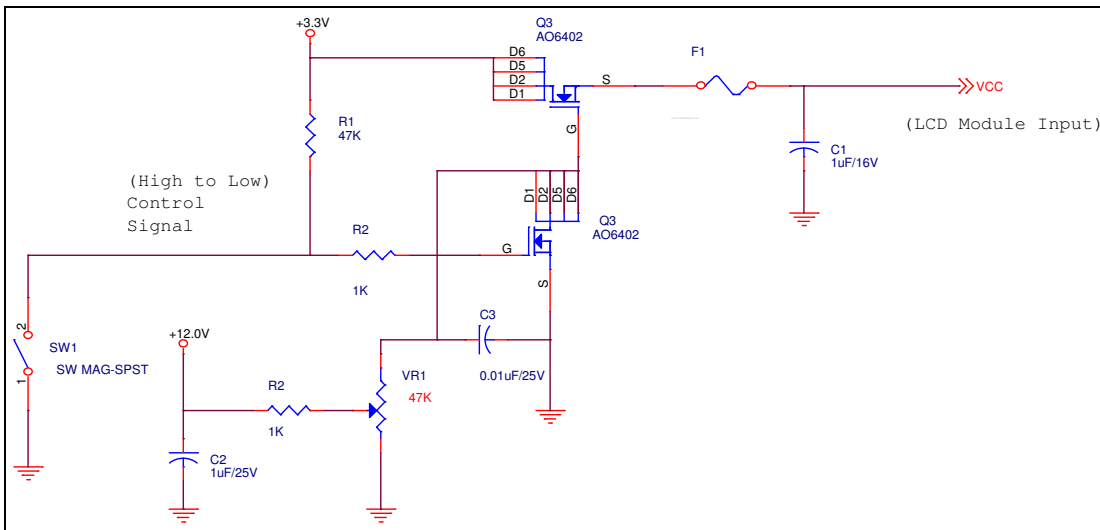 Q3
AO6402
+3.3V
D6
D5
D2
D1
S
G
F1
VCC
(LCD Module Input)
R1
47K
C1
1uF/16V
(High to Low)
Control
Signal
D1
D2
D5
D6
Q3
AO6402
R2
1K
G
S
2
1
SW1
SW MAG-SPST
+12.0V
C3
0.01uF/25V
R2
1K
VR1
47K
C2
1uF/25V